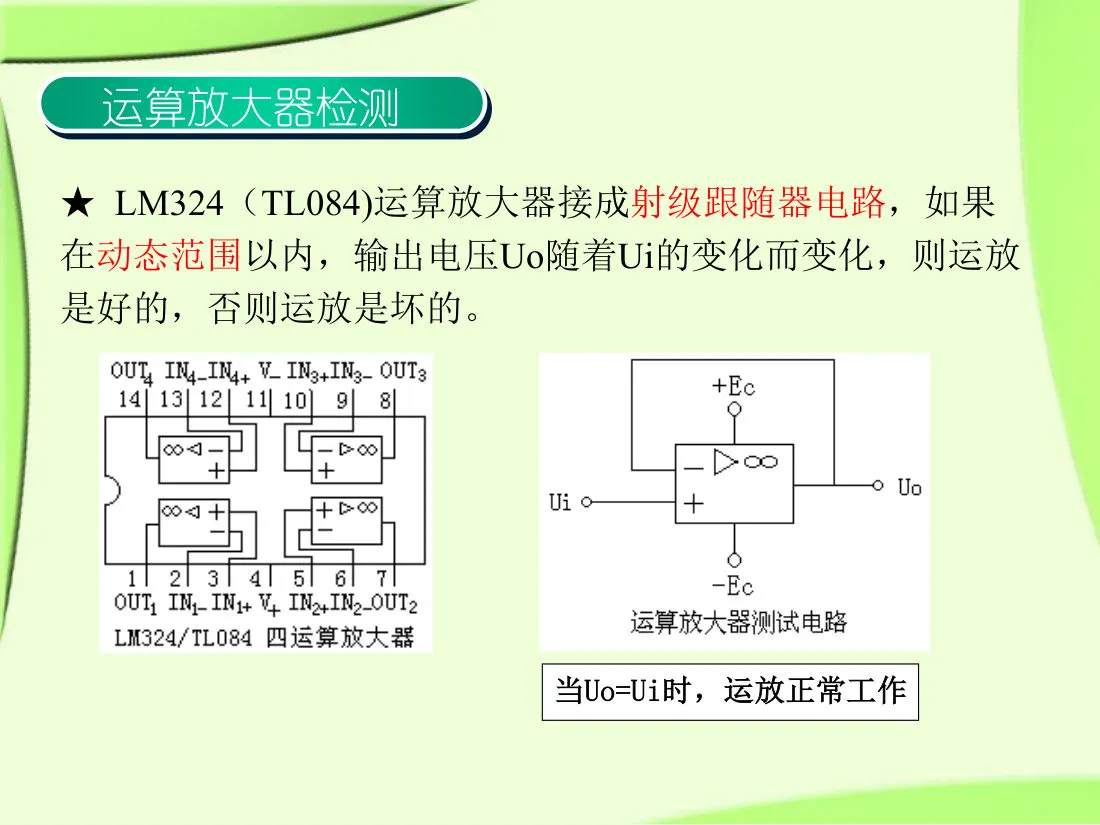 运算放大器检测
★ LM324（TL084)运算放大器接成射级跟随器电路，如果
在动态范围以内，输出电压Uo随着Ui的变化而变化，则运放
是好的，否则运放是坏的。
OUT4 IN4- IN4+ V- IN3+ IN3- OUT3
14 13 12 11 10 9 8
∞ ◁ - - ▷ ∞
+ +
∞ ◁ + + ▷ ∞
- -
1 2 3 4 5 6 7
OUT1 IN1- IN1+ V+ IN2+ IN2- OUT2
LM324/TL084 四运算放大器
+Ec
- ▷ ∞
Ui + Uo
-Ec
运算放大器测试电路
当Uo=Ui时，运放正常工作